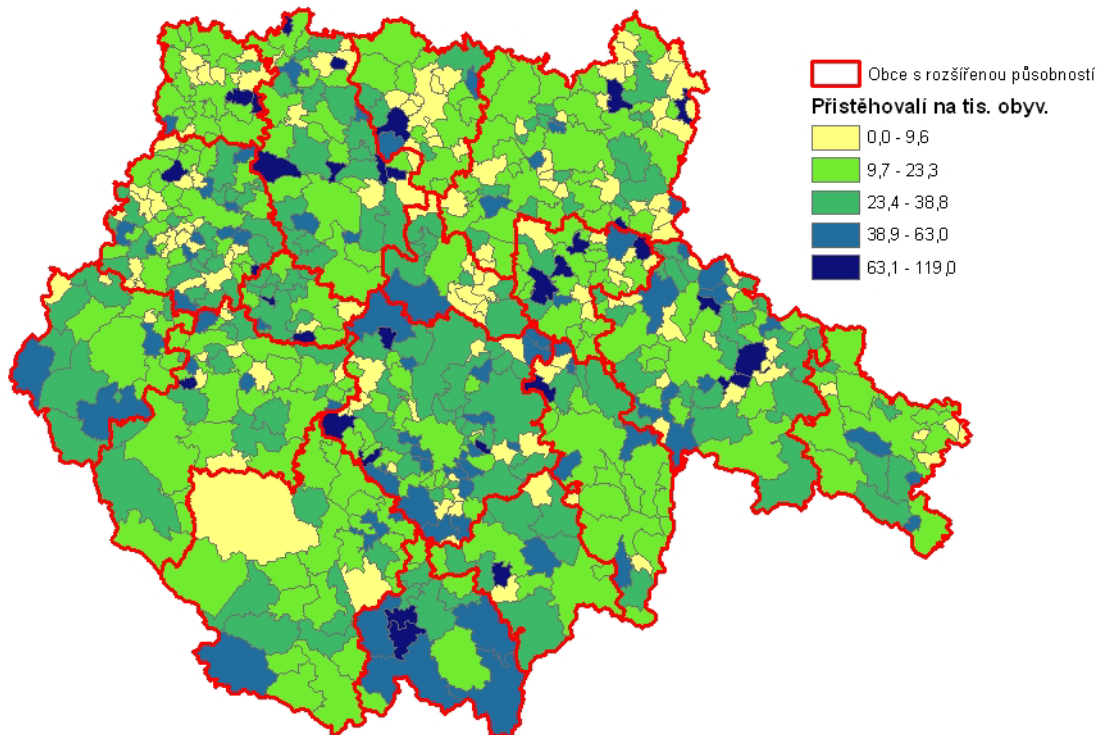 Obce s rozšířenou působností
Přistěhovalí na tis. obyv.
0,0 - 9,6
9,7 - 23,3
23,4 - 38,8
38,9 - 63,0
63,1 - 119,0